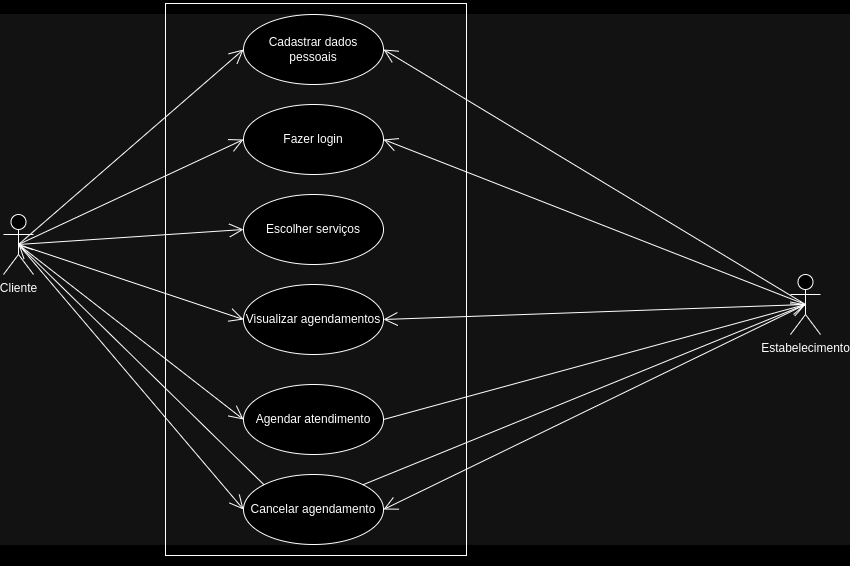 Cadastrar dados
pessoais
Fazer login
Escolher serviços
Cliente
Visualizar agendamentos
Estabelecimento
Agendar atendimento
Cancelar agendamento